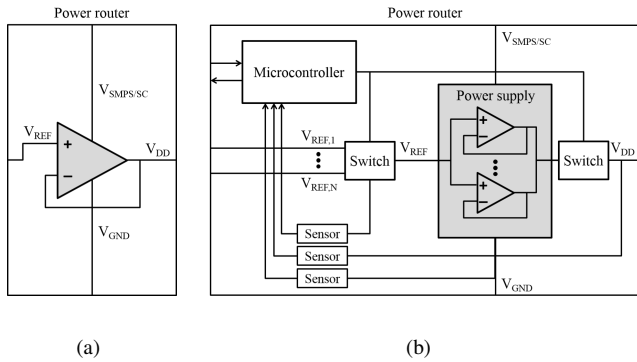 Power router
V_SMPS/SC
V_REF
+
−
V_DD
V_GND
(a)
Power router
V_SMPS/SC
Microcontroller
Power supply
V_REF,1
V_REF,N
Switch
V_REF
+
−
+
−
Switch
V_DD
Sensor
Sensor
Sensor
V_GND
(b)